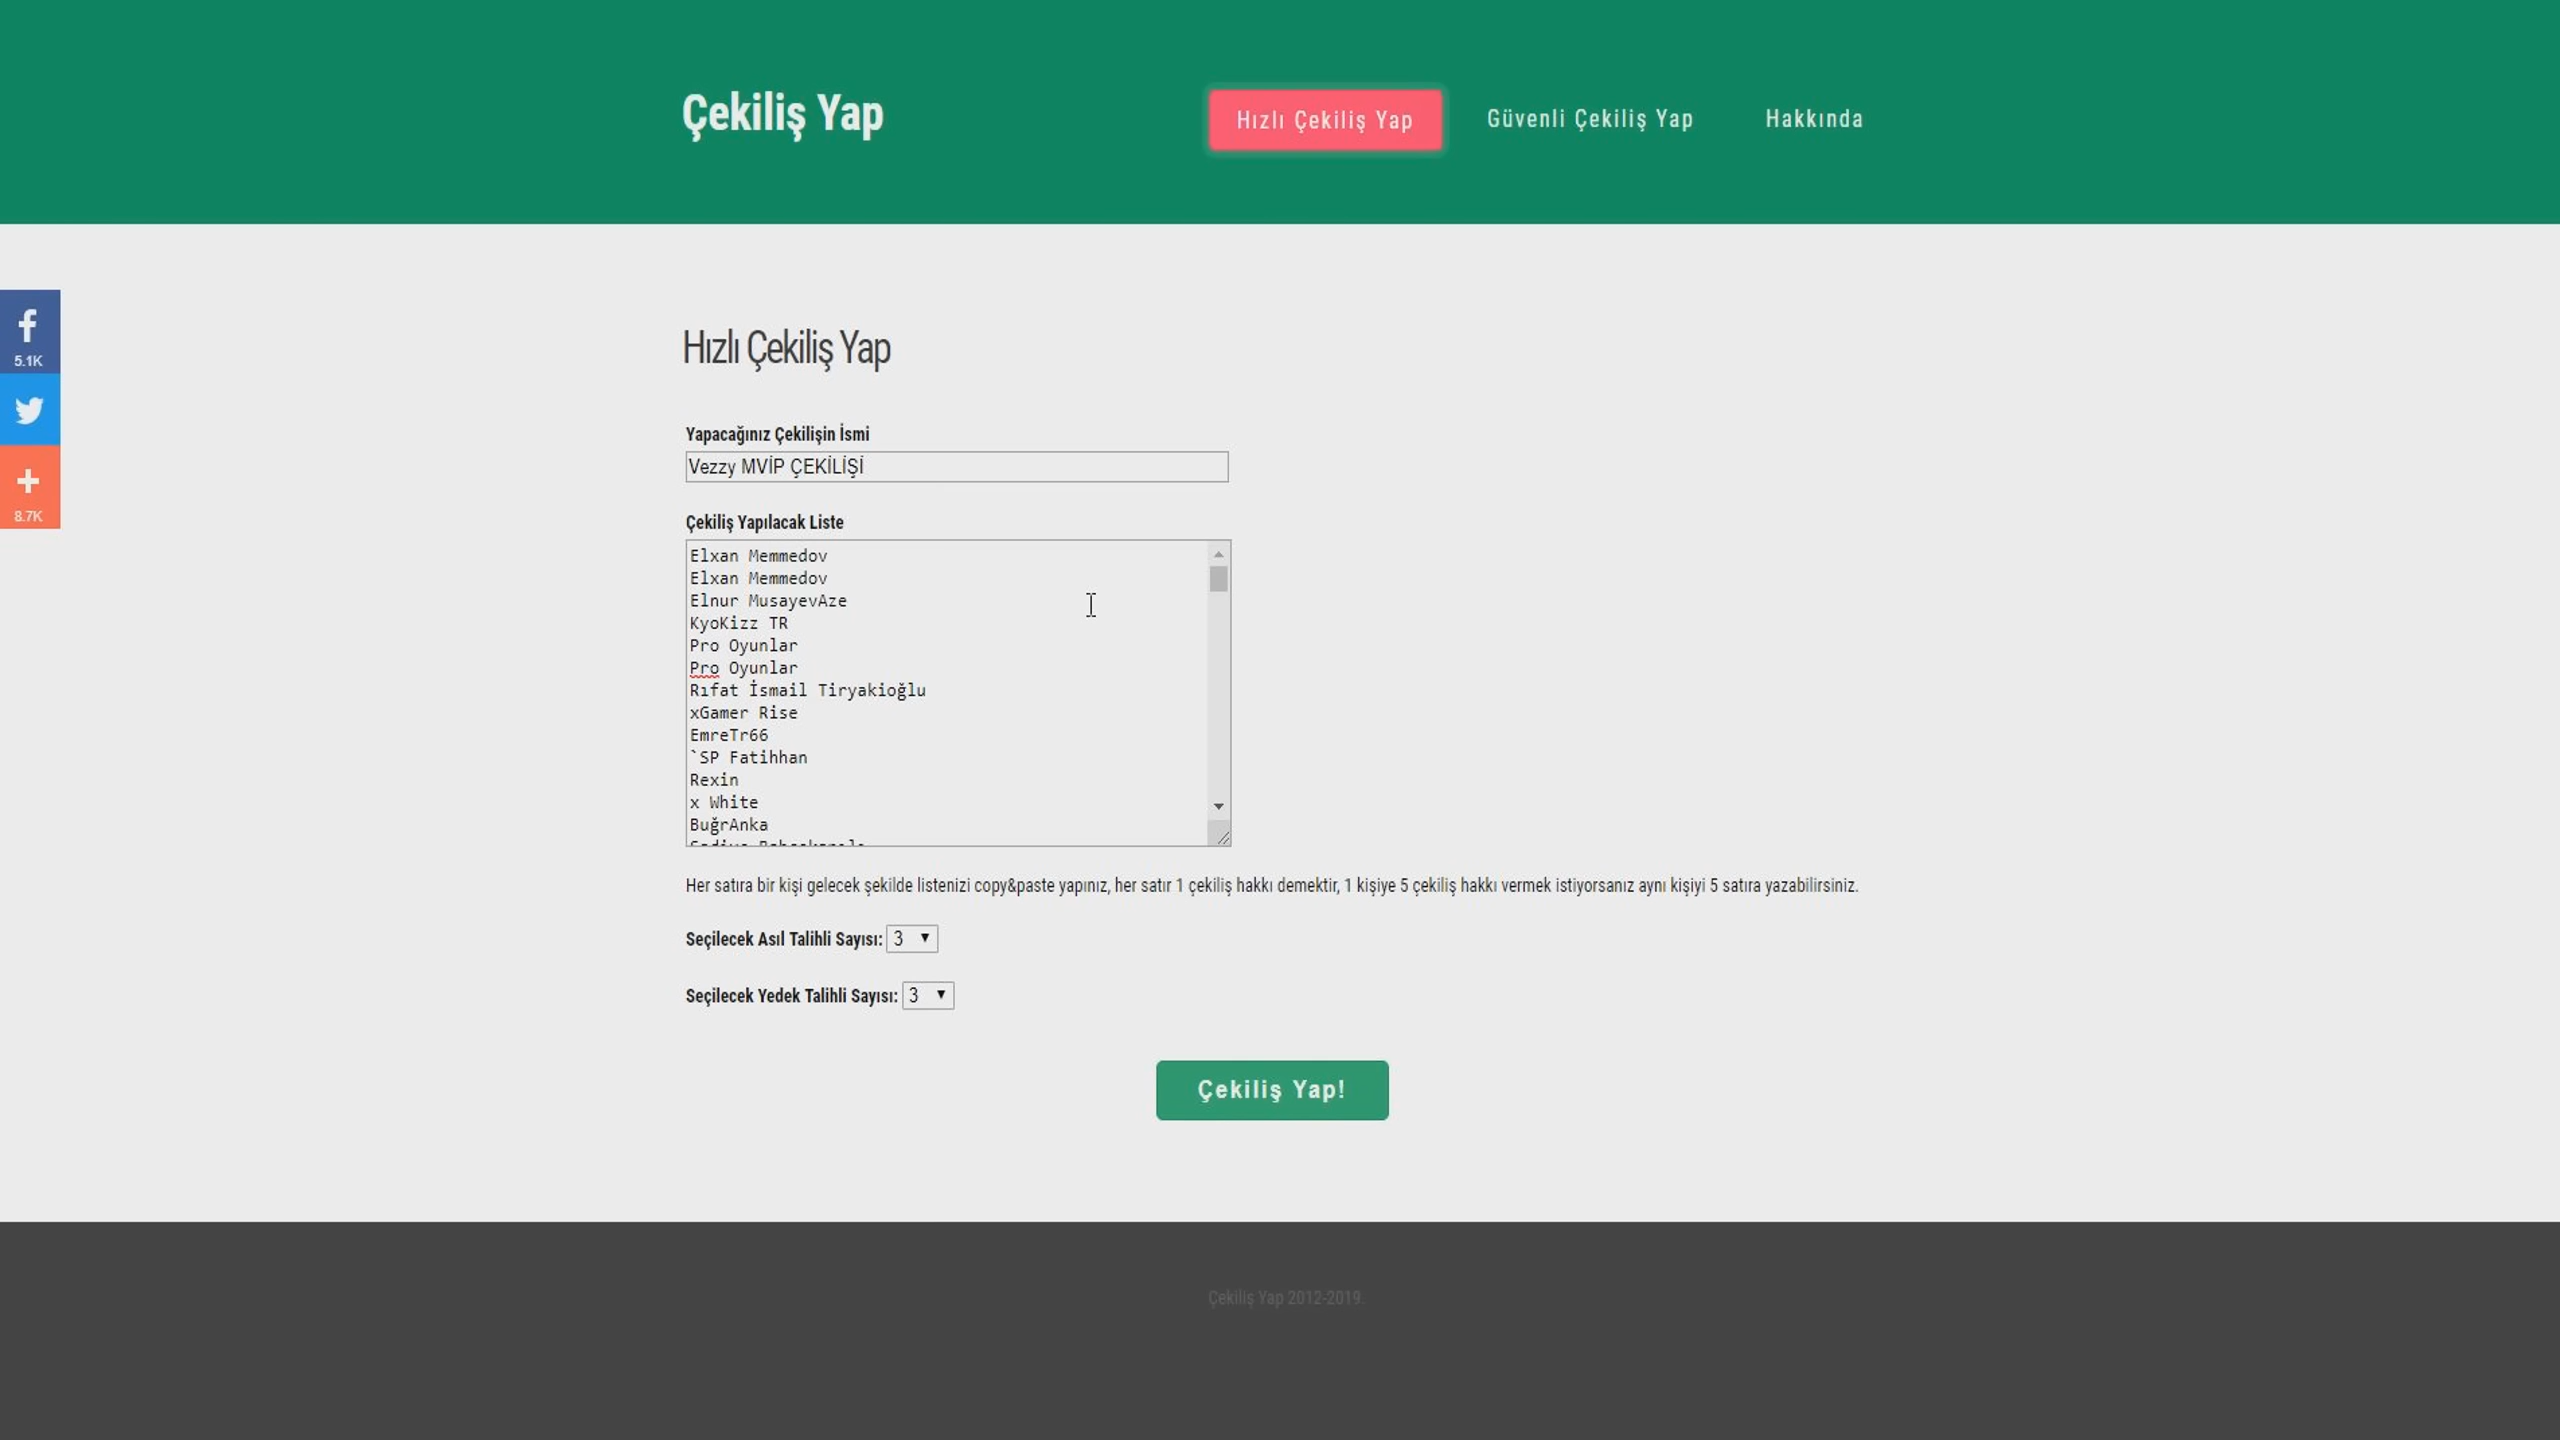 Çekiliş Yap
Hızlı Çekiliş Yap
Güvenli Çekiliş Yap
Hakkında
5.1K
8.7K
Hızlı Çekiliş Yap
Yapacağınız Çekilişin İsmi
Vezzy MVİP ÇEKİLİŞİ
Çekiliş Yapılacak Liste
Elxan Memmedov
Elxan Memmedov
Elnur MusayevAze
KyoKizz TR
Pro Oyunlar
Pro Oyunlar
Rıfat İsmail Tiryakioğlu
xGamer Rise
EmreTr66
`SP Fatihhan
Rexin
x White
BuğrAnka
Her satıra bir kişi gelecek şekilde listenizi copy&paste yapınız, her satır 1 çekiliş hakkı demektir, 1 kişiye 5 çekiliş hakkı vermek istiyorsanız aynı kişiyi 5 satıra yazabilirsiniz.
Seçilecek Asıl Talihli Sayısı: 3
Seçilecek Yedek Talihli Sayısı: 3
Çekiliş Yap!
Çekiliş Yap 2012-2019.